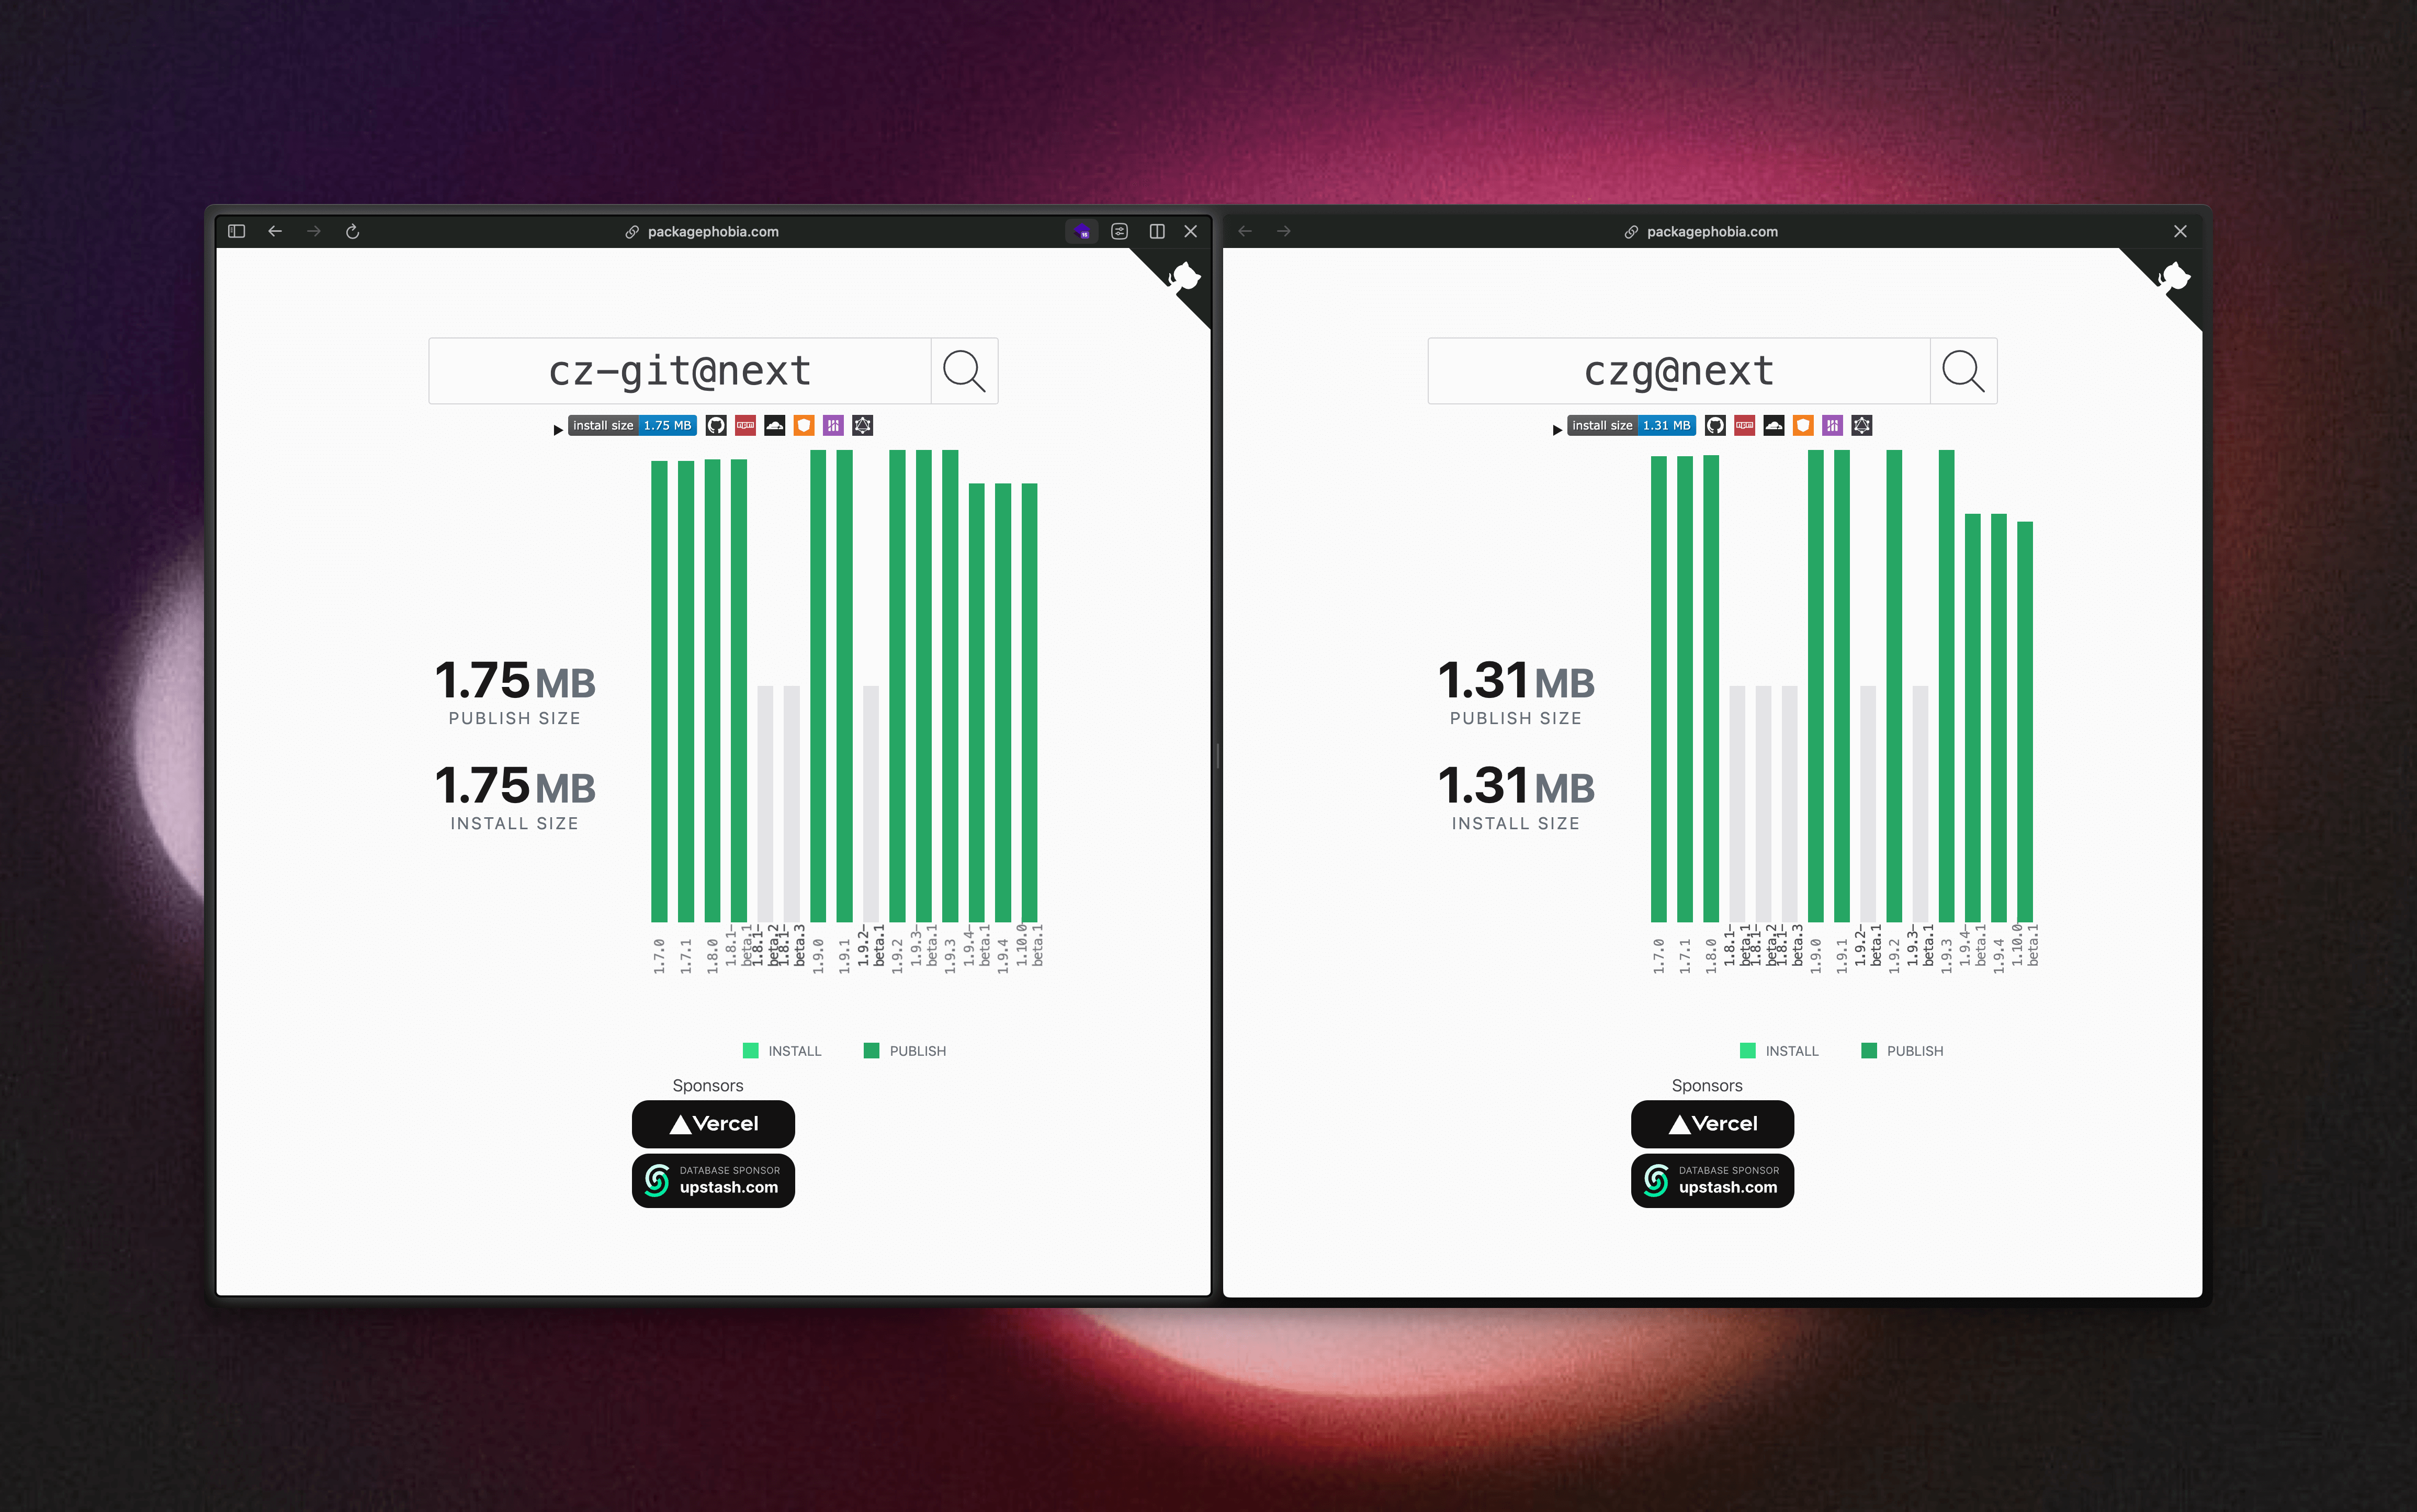 packagephobia.com
cz-git@next
install size 1.75 MB
npm
1.75 MB
PUBLISH SIZE
1.75 MB
INSTALL SIZE
1.7.0
1.7.1
1.8.0
1.8.1-beta.1
1.8.1-beta.2
1.8.1-beta.3
1.9.0
1.9.1
1.9.2-beta.1
1.9.2
1.9.3-beta.1
1.9.3
1.9.4-beta.1
1.9.4
1.10.0-beta.1
INSTALL PUBLISH
Sponsors
Vercel
DATABASE SPONSOR
upstash.com
packagephobia.com
czg@next
install size 1.31 MB
npm
1.31 MB
PUBLISH SIZE
1.31 MB
INSTALL SIZE
1.7.0
1.7.1
1.8.0
1.8.1-beta.1
1.8.1-beta.2
1.8.1-beta.3
1.9.0
1.9.1
1.9.2-beta.1
1.9.2
1.9.3-beta.1
1.9.3
1.9.4-beta.1
1.9.4
1.10.0-beta.1
INSTALL PUBLISH
Sponsors
Vercel
DATABASE SPONSOR
upstash.com